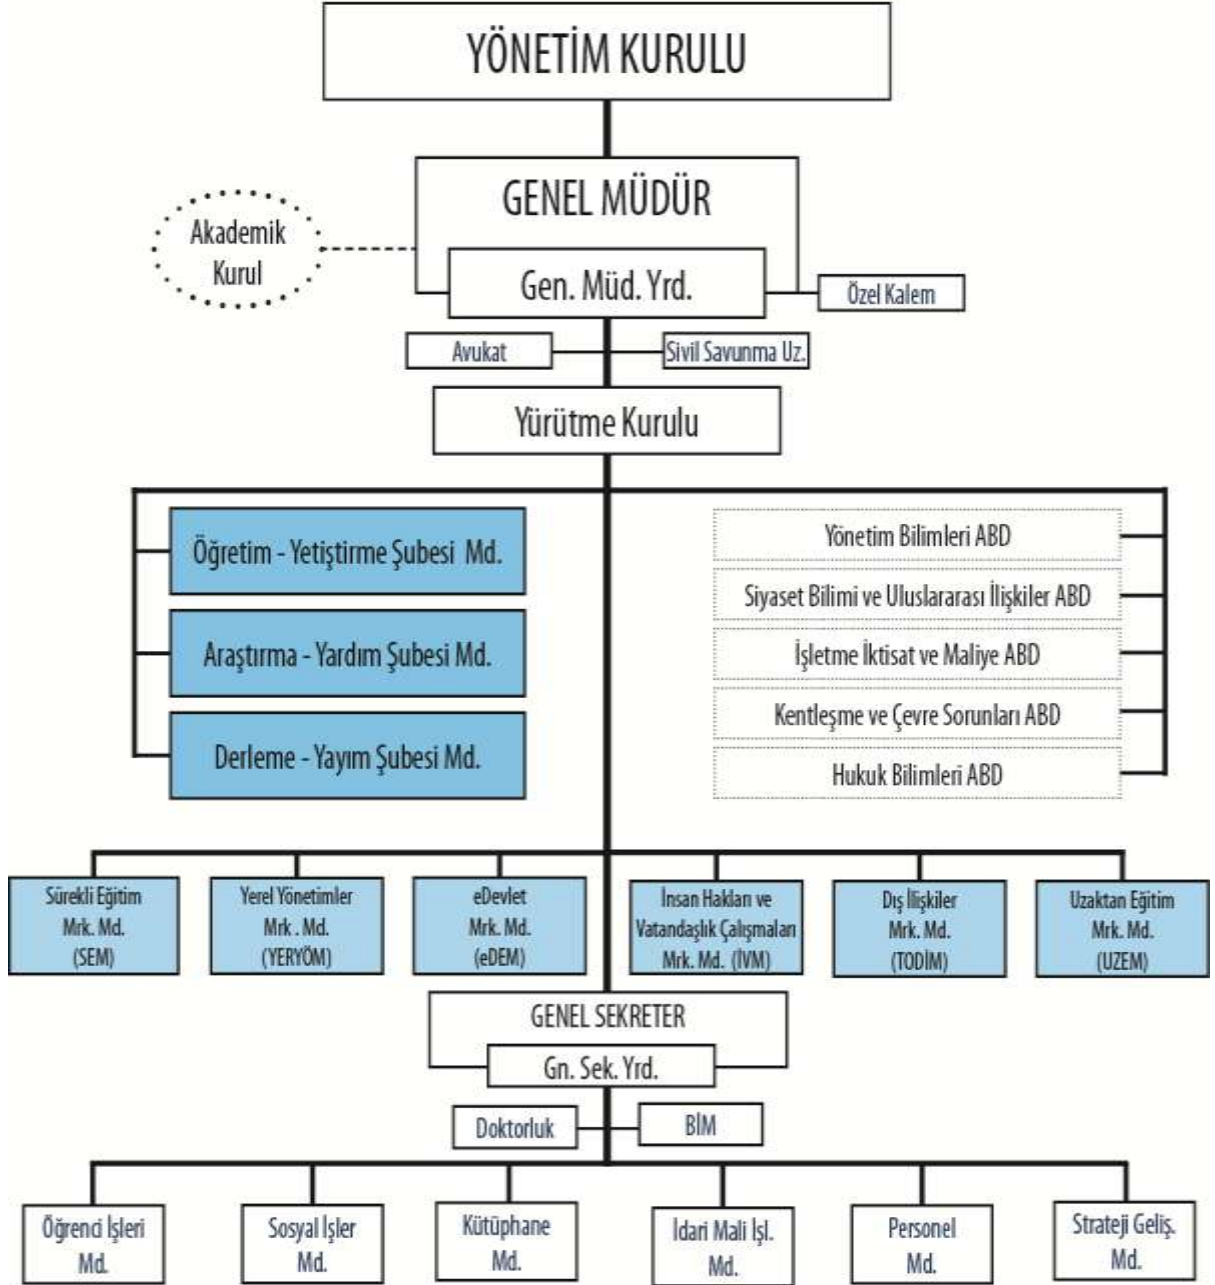 YÖNETİM KURULU
GENEL MÜDÜR
Akademik
Kurul
Gen. Müd. Yrd.
Özel Kalem
Avukat
Sivil Savunma Uz.
Yürütme Kurulu
Öğretim - Yetiştirme Şubesi Md.
Araştırma - Yardım Şubesi Md.
Derleme - Yayım Şubesi Md.
Yönetim Bilimleri ABD
Siyaset Bilimi ve Uluslararası İlişkiler ABD
İşletme İktisat ve Maliye ABD
Kentleşme ve Çevre Sorunları ABD
Hukuk Bilimleri ABD
Sürekli Eğitim
Mrk. Md.
(SEM)
Yerel Yönetimler
Mrk . Md.
(YERYÖM)
eDevlet
Mrk. Md.
(eDEM)
İnsan Hakları ve
Vatandaşlık Çalışmaları
Mrk. Md. (İVM)
Dış İlişkiler
Mrk. Md.
(TODİM)
Uzaktan Eğitim
Mrk. Md.
(UZEM)
GENEL SEKRETER
Gn. Sek. Yrd.
Doktorluk
BİM
Öğrenci İşleri
Md.
Sosyal İşler
Md.
Kütüphane
Md.
İdari Mali İşl.
Md.
Personel
Md.
Strateji Geliş.
Md.